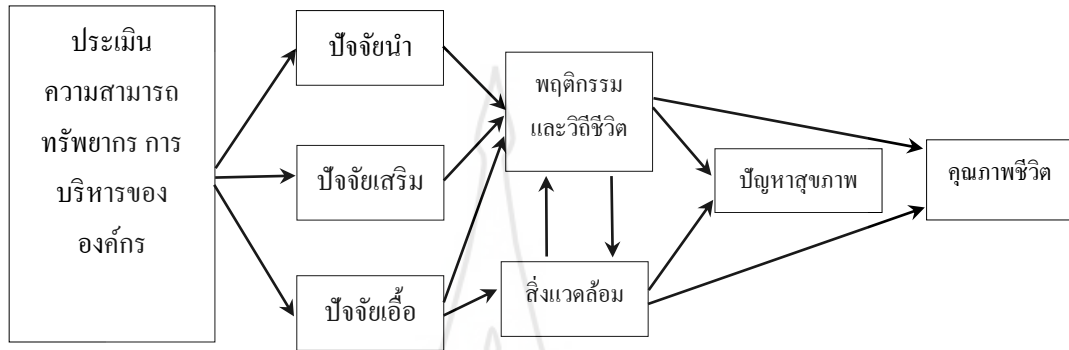 ประเมิน
ความสามารถ
ทรัพยากร การ
บริหารของ
องค์กร
ปัจจัยนำ
ปัจจัยเสริม
ปัจจัยเอื้อ
พฤติกรรม
และวิถีชีวิต
สิ่งแวดล้อม
ปัญหาสุขภาพ
คุณภาพชีวิต